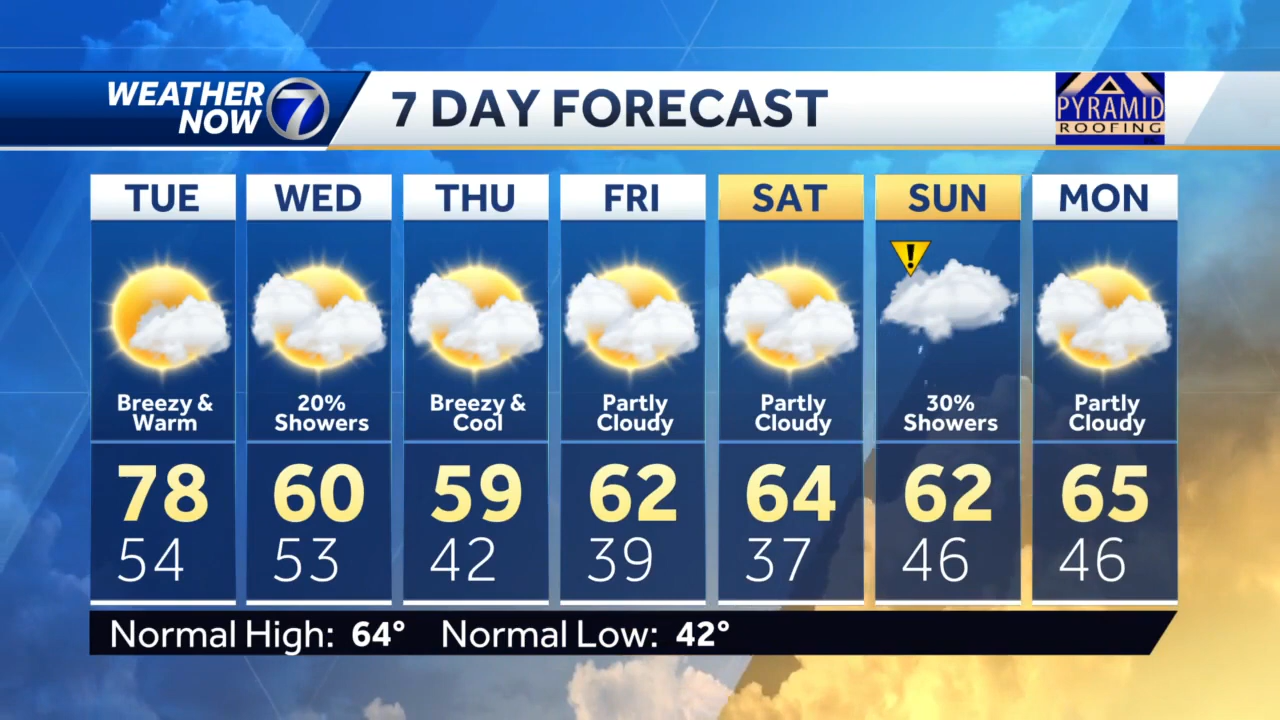 WEATHER
NOW
7
7 DAY FORECAST
PYRAMID
ROOFING
TUE
WED
THU
FRI
SAT
SUN
MON
!
Breezy &
Warm
20%
Showers
Breezy &
Cool
Partly
Cloudy
Partly
Cloudy
30%
Showers
Partly
Cloudy
78
60
59
62
64
62
65
54
53
42
39
37
46
46
Normal High: 64° Normal Low: 42°